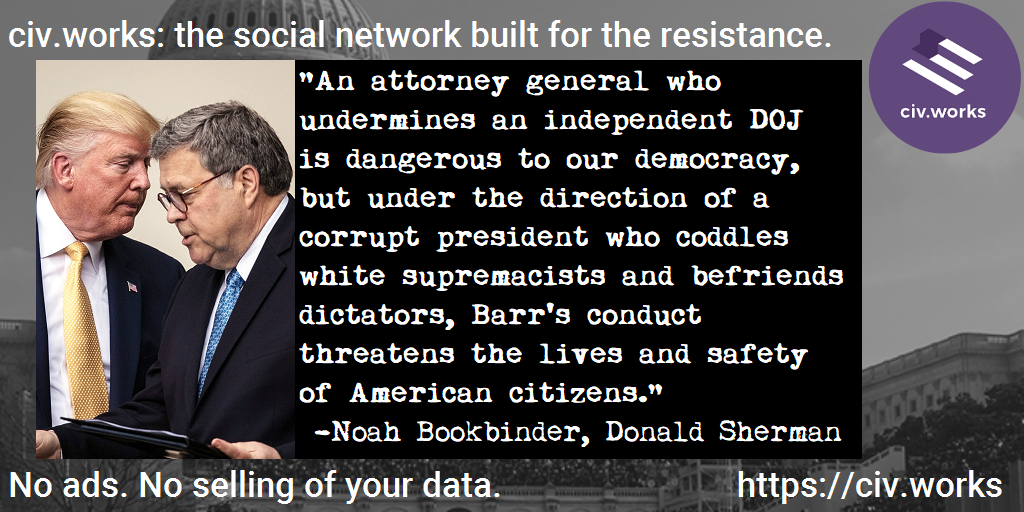 civ.works: the social network built for the resistance.
civ.works
"An attorney general who
undermines an independent DOJ
is dangerous to our democracy,
but under the direction of a
corrupt president who coddles
white supremacists and befriends
dictators, Barr's conduct
threatens the lives and safety
of American citizens."
-Noah Bookbinder, Donald Sherman
No ads. No selling of your data.
https://civ.works